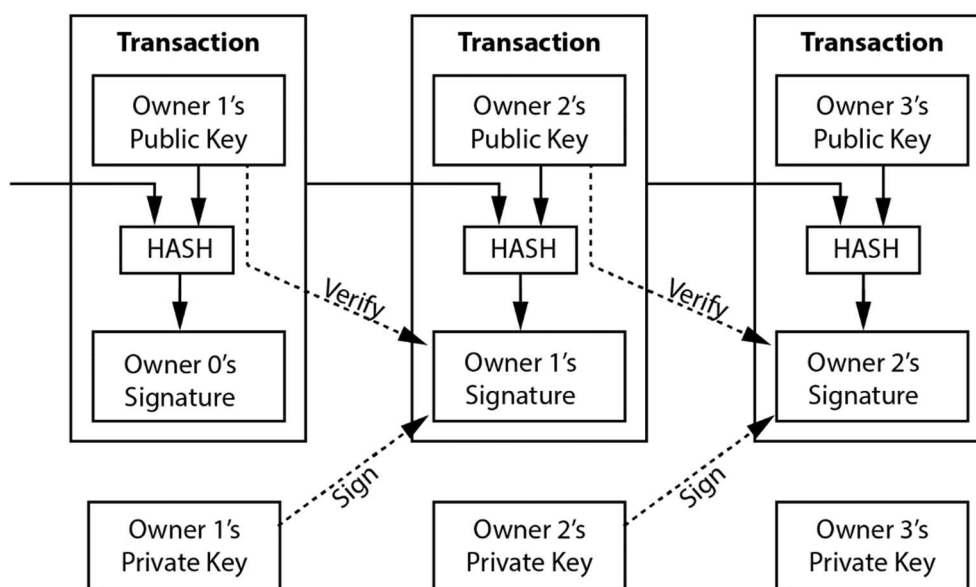 Transaction
Owner 1's
Public Key
HASH
Owner 0's
Signature
Transaction
Owner 2's
Public Key
HASH
Verify
Owner 1's
Signature
Transaction
Owner 3's
Public Key
HASH
Verify
Owner 2's
Signature
Owner 1's
Private Key
Sign
Owner 2's
Private Key
Sign
Owner 3's
Private Key